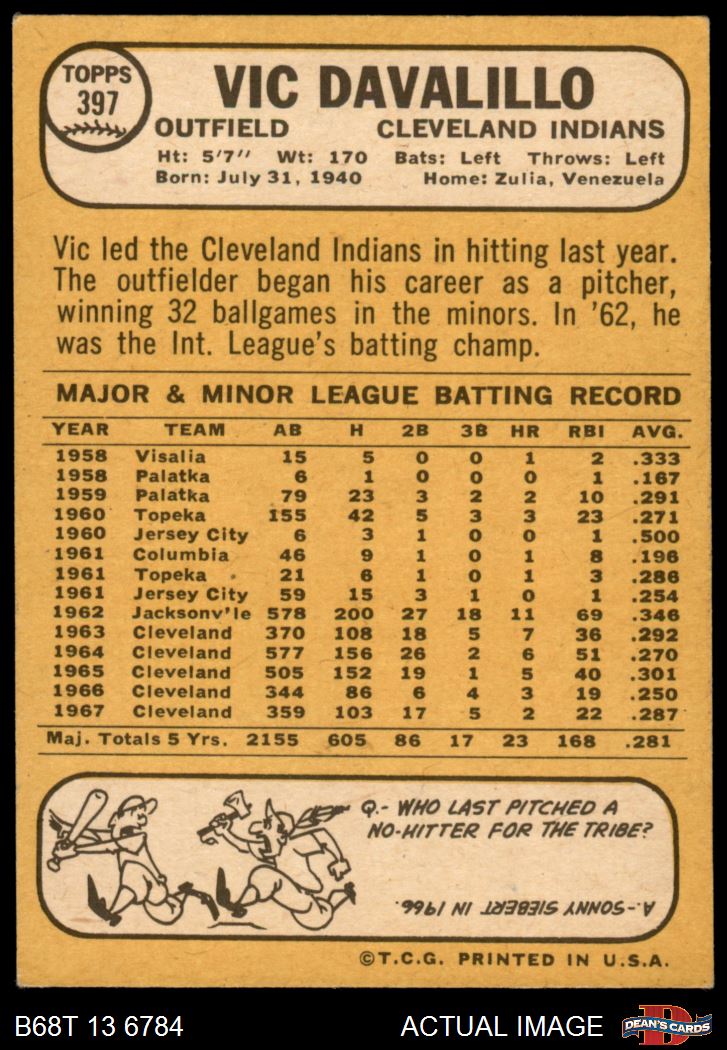 TOPPS
397
VIC DAVALILLO
OUTFIELD CLEVELAND INDIANS
Ht: 5'7" Wt: 170 Bats: Left Throws: Left
Born: July 31, 1940 Home: Zulia, Venezuela
Vic led the Cleveland Indians in hitting last year.
The outfielder began his career as a pitcher,
winning 32 ballgames in the minors. In '62, he
was the Int. League's batting champ.
MAJOR & MINOR LEAGUE BATTING RECORD
YEAR TEAM AB H 2B 3B HR RBI AVG.
1958 Visalia 15 5 0 0 1 2 .333
1958 Palatka 6 1 0 0 0 1 .167
1959 Palatka 79 23 3 2 2 10 .291
1960 Topeka 155 42 5 3 3 23 .271
1960 Jersey City 6 3 1 0 0 1 .500
1961 Columbia 46 9 1 0 1 8 .196
1961 Topeka 21 6 1 0 1 3 .286
1961 Jersey City 59 15 3 1 0 1 .254
1962 Jacksonv'le 578 200 27 18 11 69 .346
1963 Cleveland 370 108 18 5 7 36 .292
1964 Cleveland 577 156 26 2 6 51 .270
1965 Cleveland 505 152 19 1 5 40 .301
1966 Cleveland 344 86 6 4 3 19 .250
1967 Cleveland 359 103 17 5 2 22 .287
Maj. Totals 5 Yrs. 2155 605 86 17 23 168 .281
Q.- WHO LAST PITCHED A
NO-HITTER FOR THE TRIBE?
A.- SONNY SIEBERT IN 1966.
©T.C.G. PRINTED IN U.S.A.
B68T 13 6784 ACTUAL IMAGE D DEAN'S CARDS